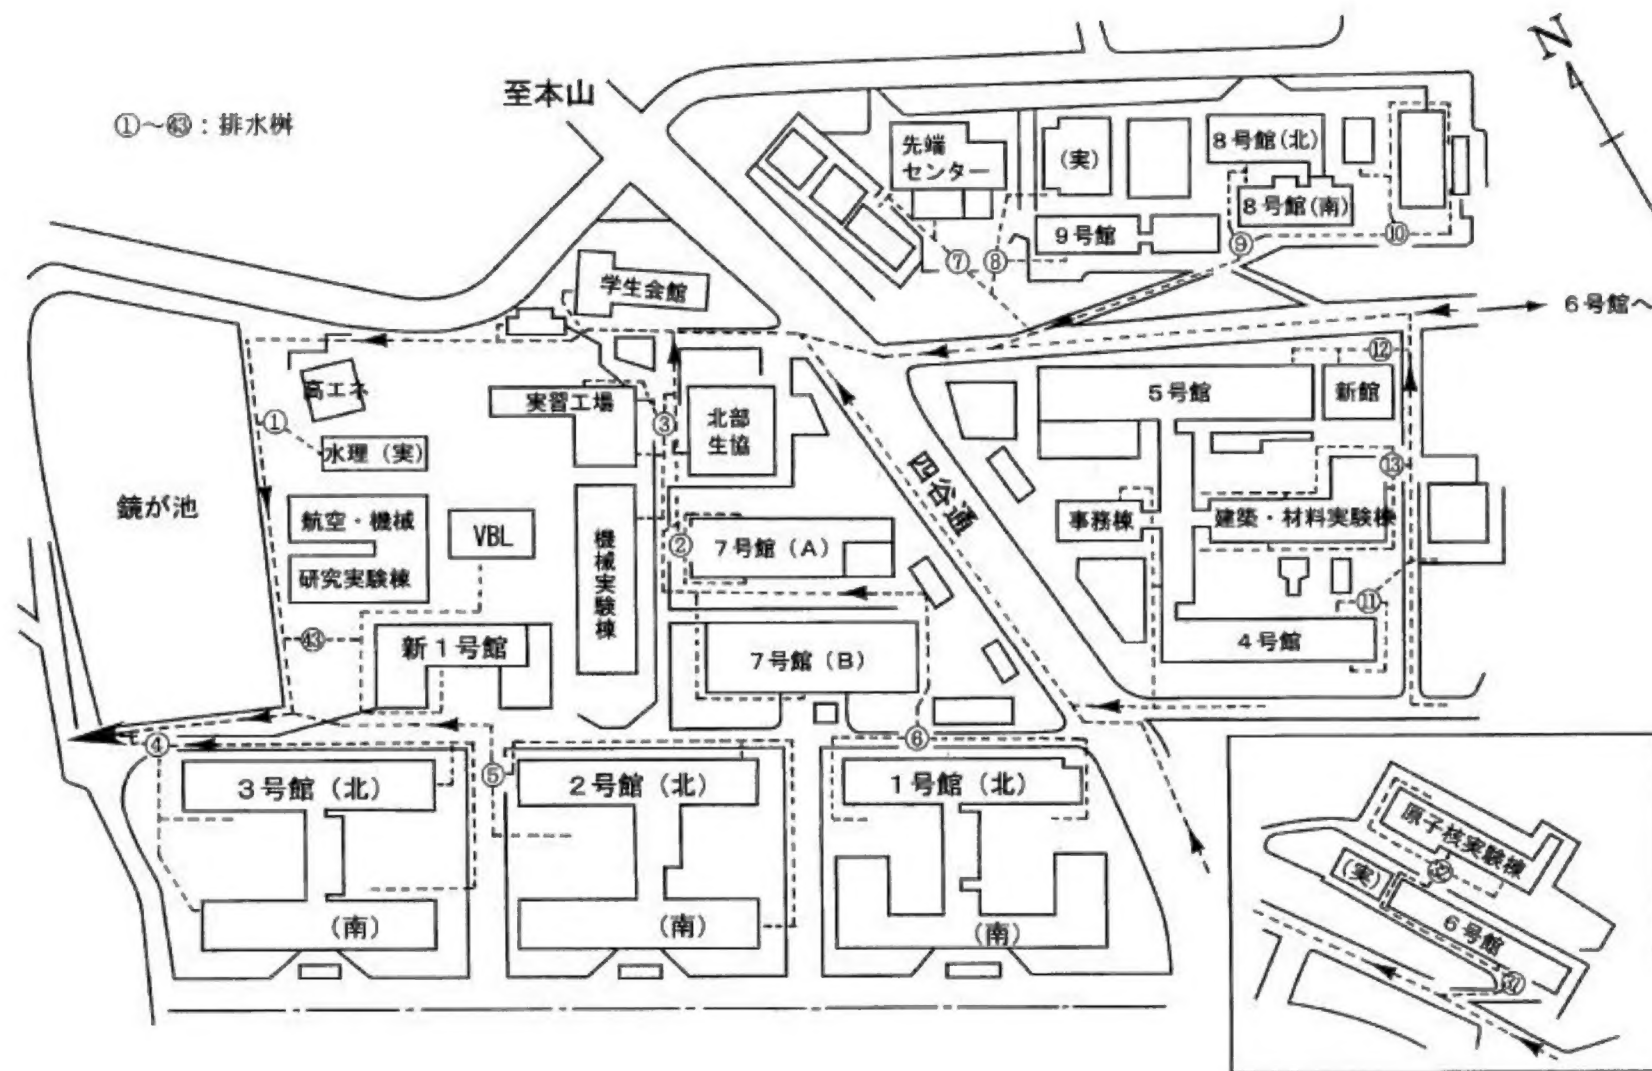 至本山
N
①～㊸：排水桝
先端
センター
(実)
8号館(北)
8号館(南)
9号館
⑦
⑧
⑨
⑩
学生会館
6号館へ
高エネ
①
水理(実)
実習工場
③
北部
生協
5号館
新館
⑫
鏡が池
航空・機械
研究実験棟
VBL
機械実験棟
②
7号館(A)
四谷通
事務棟
建築・材料実験棟
⑬
⑪
4号館
㊸
新1号館
7号館(B)
④
⑤
⑥
3号館(北)
2号館(北)
1号館(北)
(南)
(南)
(南)
原子核実験棟
(実)
6号館